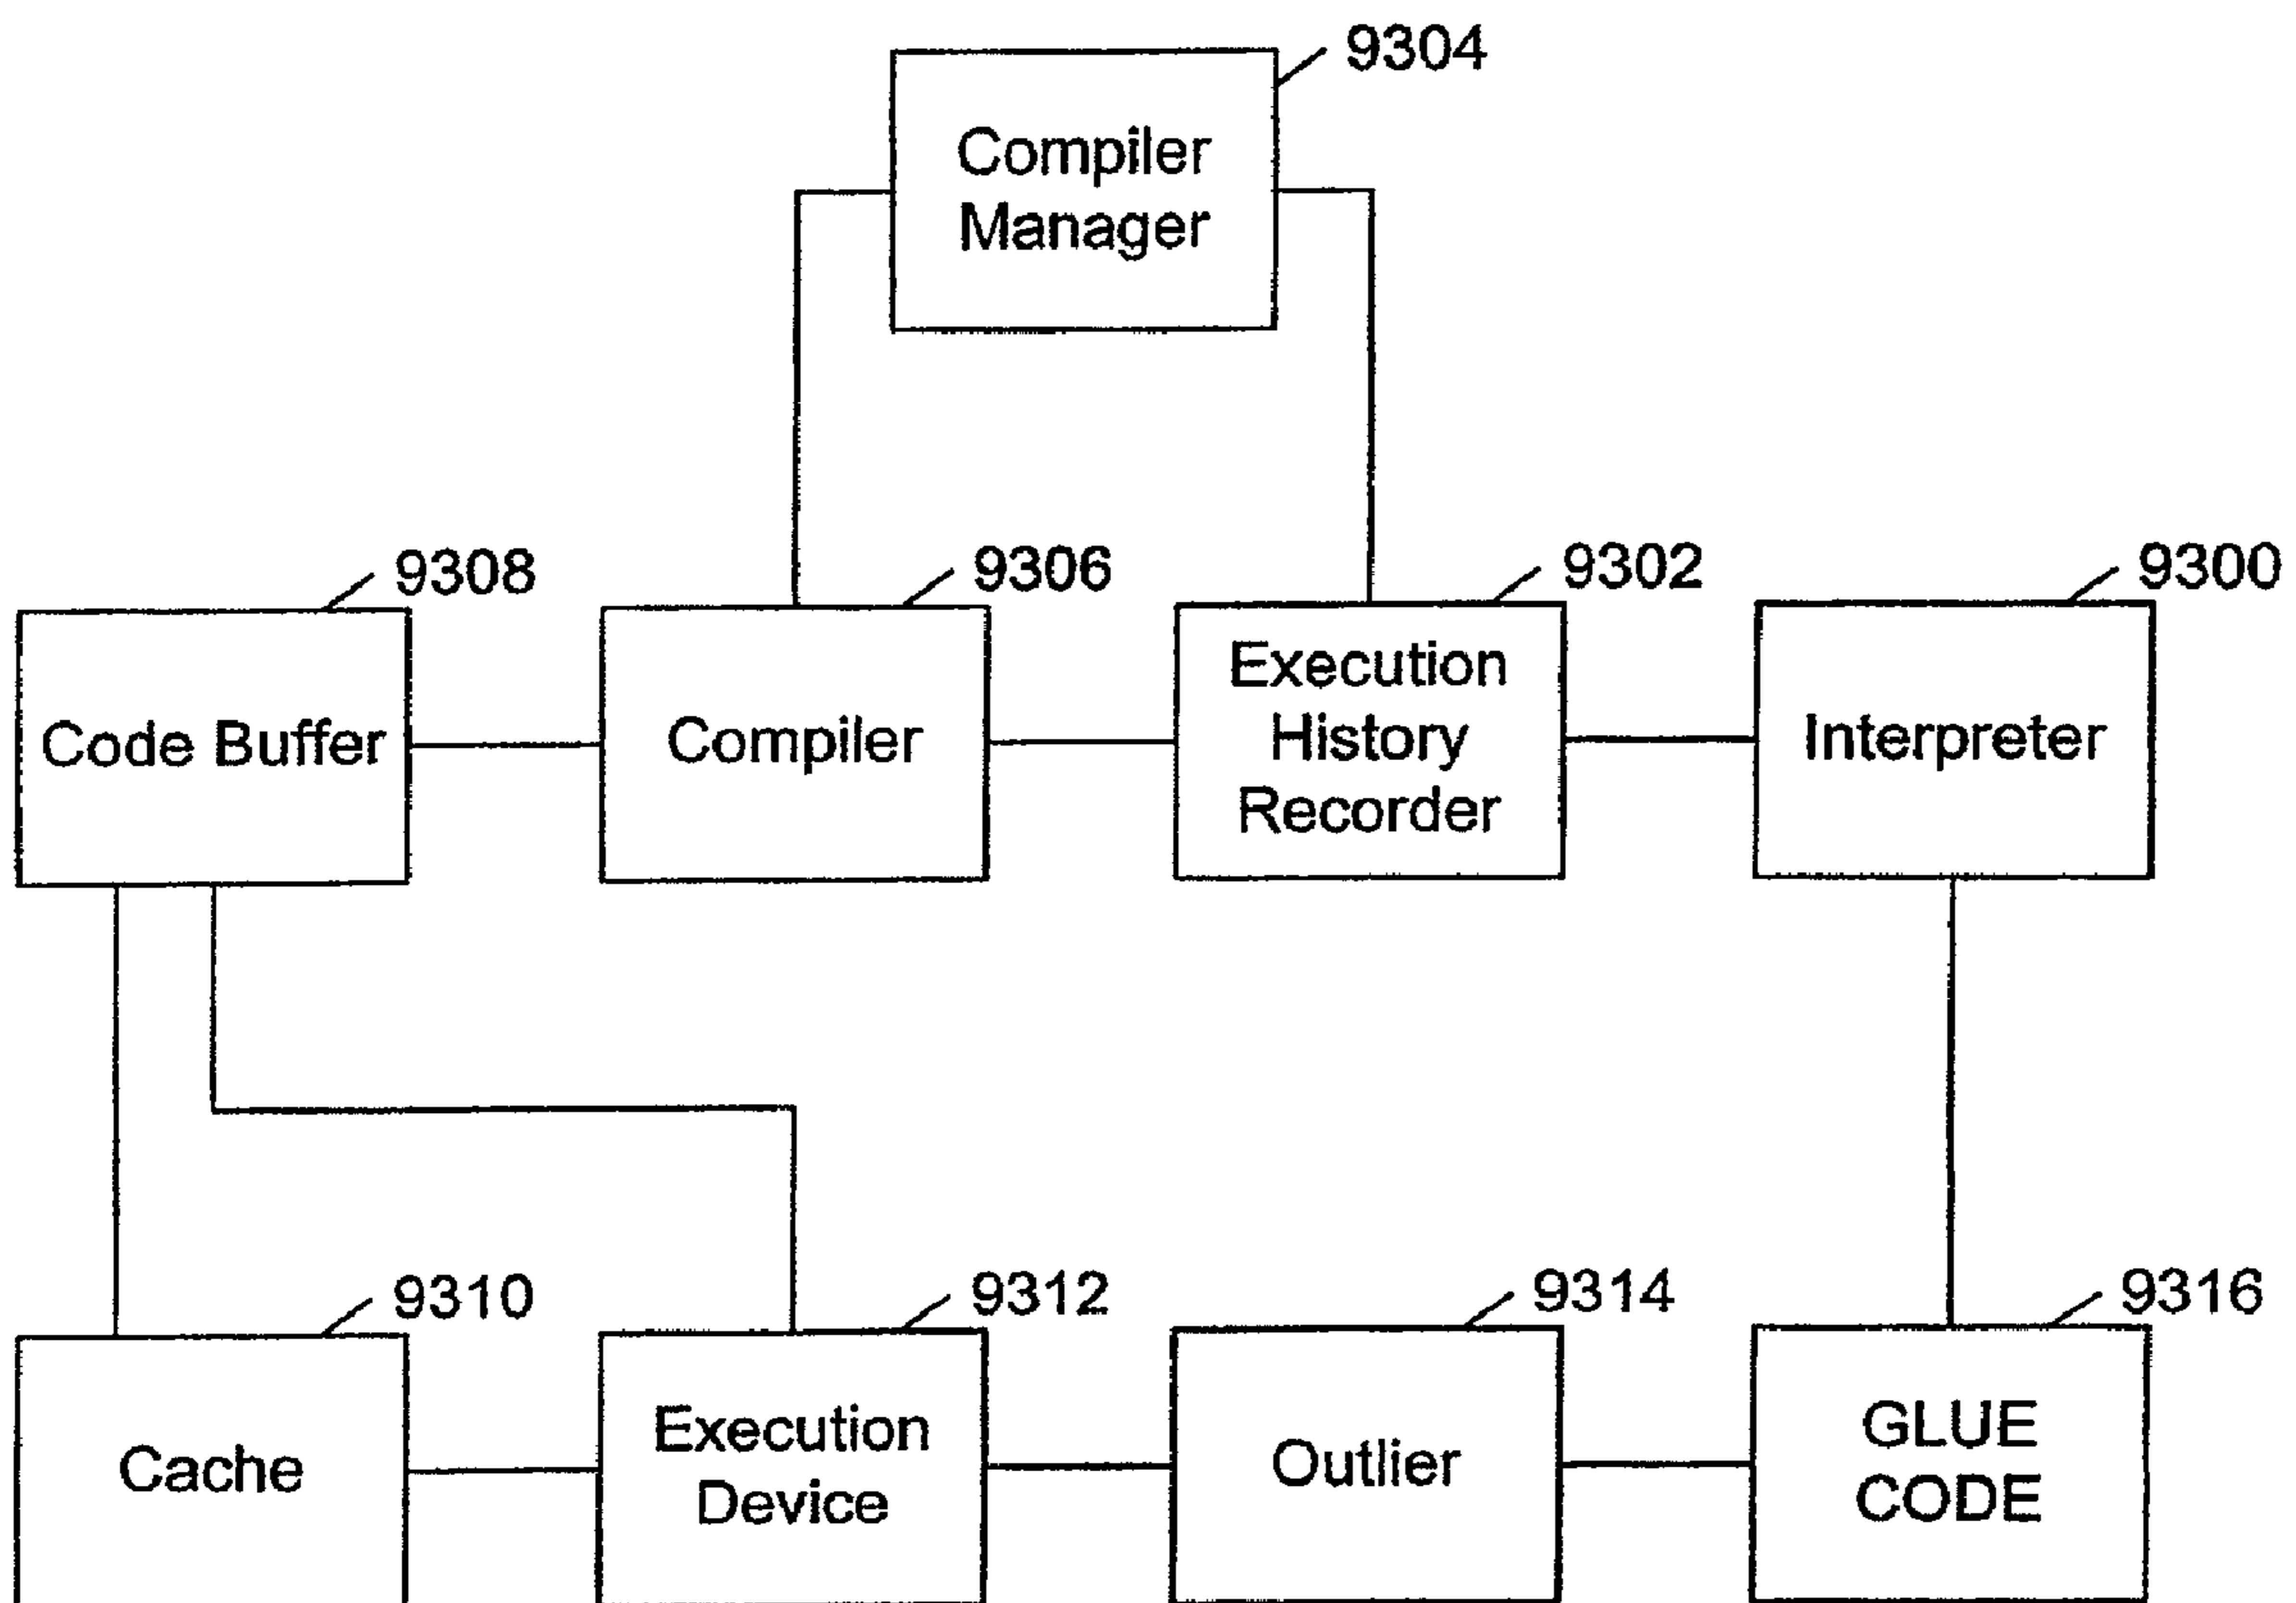 9304
Compiler
Manager
9308
9306
9302
9300
Code Buffer
Compiler
Execution
History
Recorder
Interpreter
9310
9312
9314
9316
Cache
Execution
Device
Outlier
GLUE
CODE